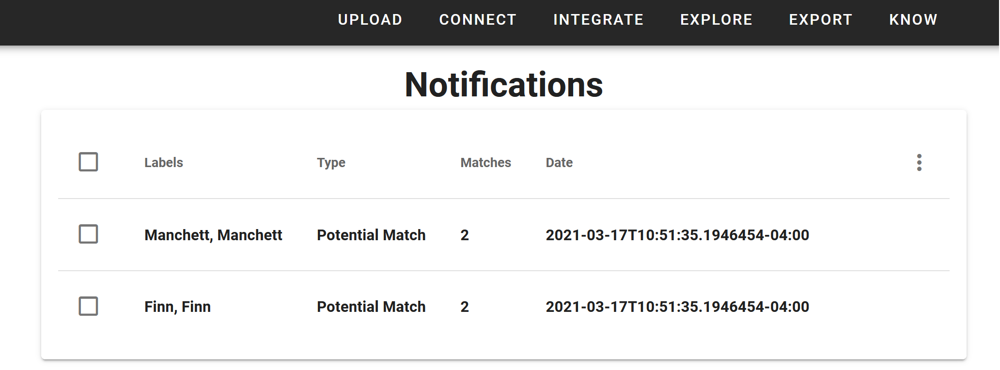 UPLOAD CONNECT INTEGRATE EXPLORE EXPORT KNOW
Notifications
Labels Type Matches Date
Manchett, Manchett Potential Match 2 2021-03-17T10:51:35.1946454-04:00
Finn, Finn Potential Match 2 2021-03-17T10:51:35.1946454-04:00